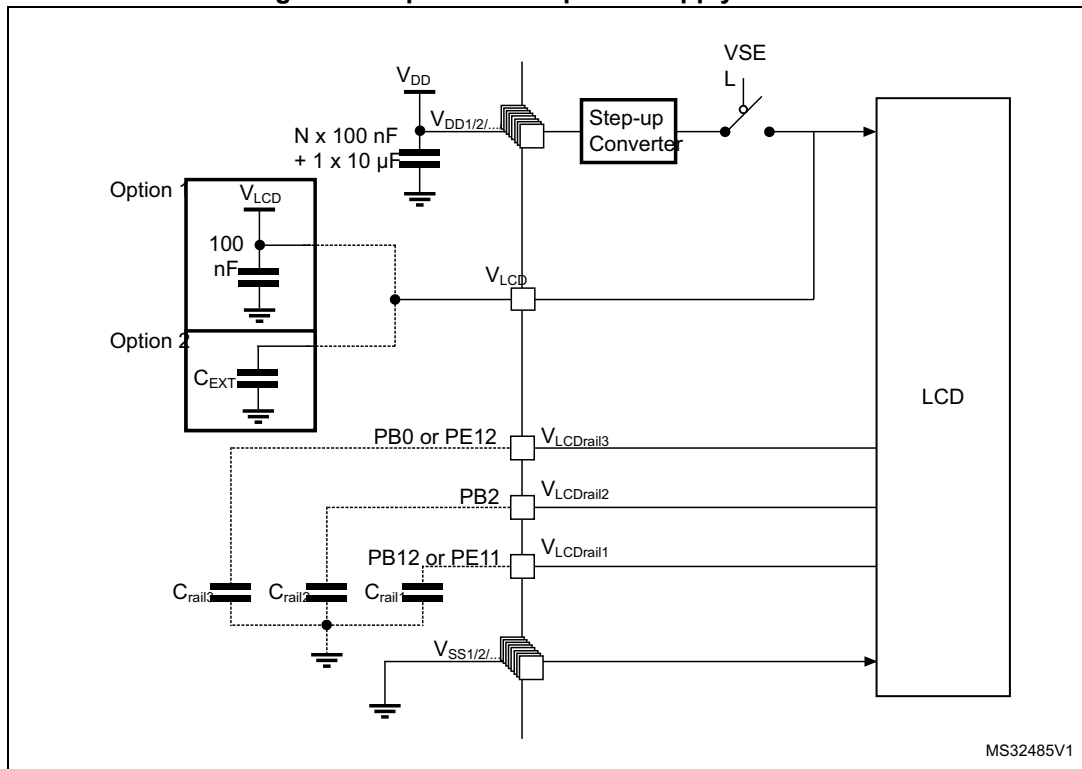 VSE
L
VDD
VDD1/2/...
Step-up
Converter
N x 100 nF
+ 1 x 10 µF
Option 1
VLCD
100
nF
VLCD
Option 2
CEXT
LCD
PB0 or PE12
VLCDrail3
PB2
VLCDrail2
PB12 or PE11
VLCDrail1
Crail3
Crail2
Crail1
VSS1/2/...
MS32485V1